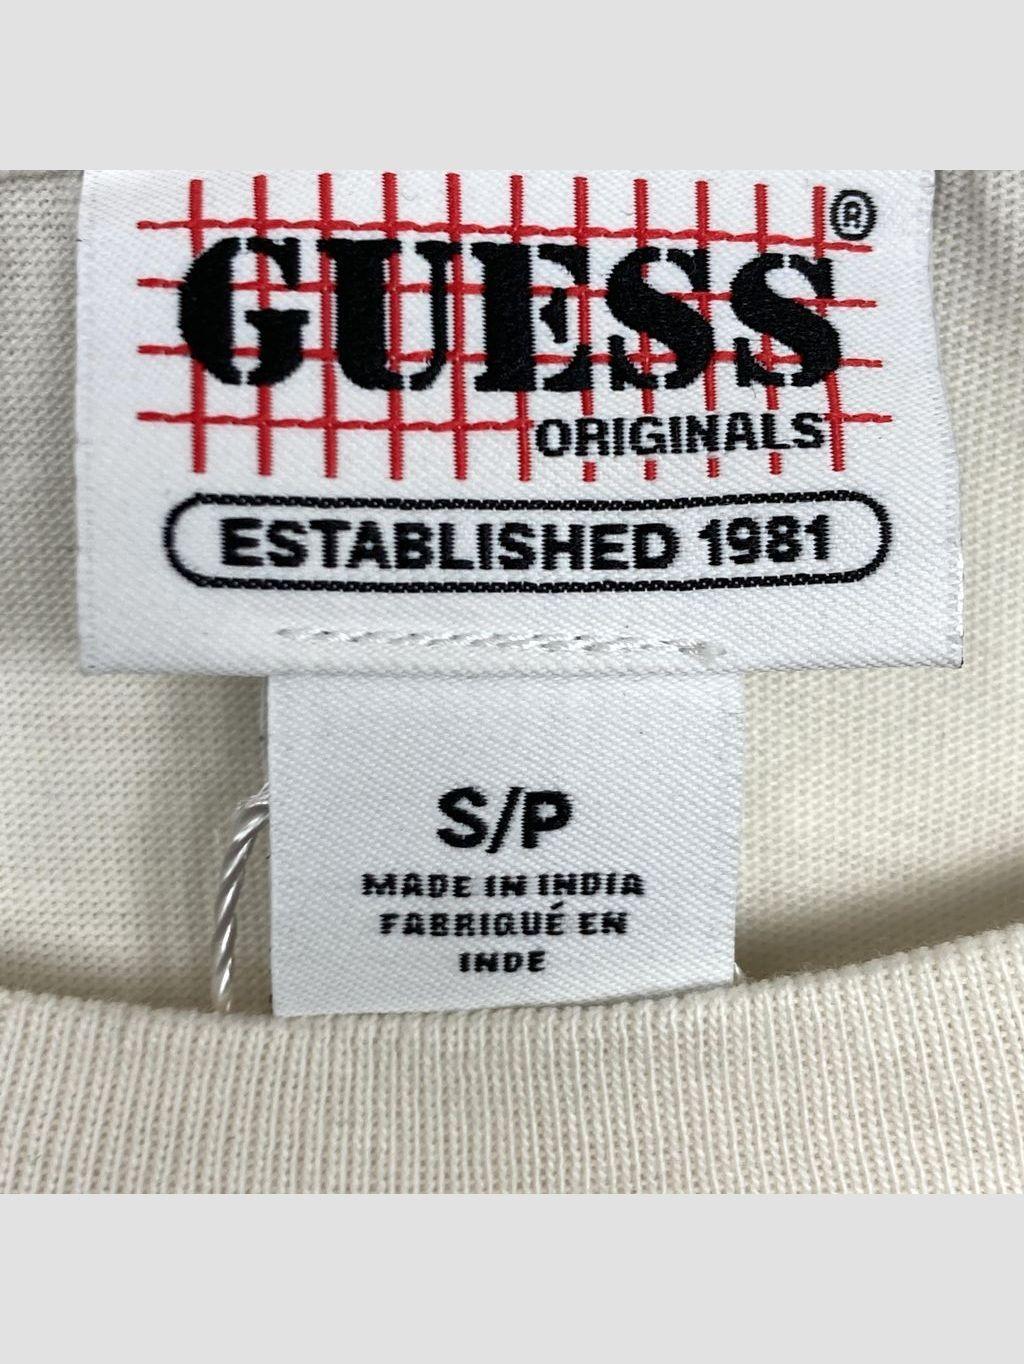 GUESS®
ORIGINALS
ESTABLISHED 1981
S/P
MADE IN INDIA
FABRIQUÉ EN
INDE